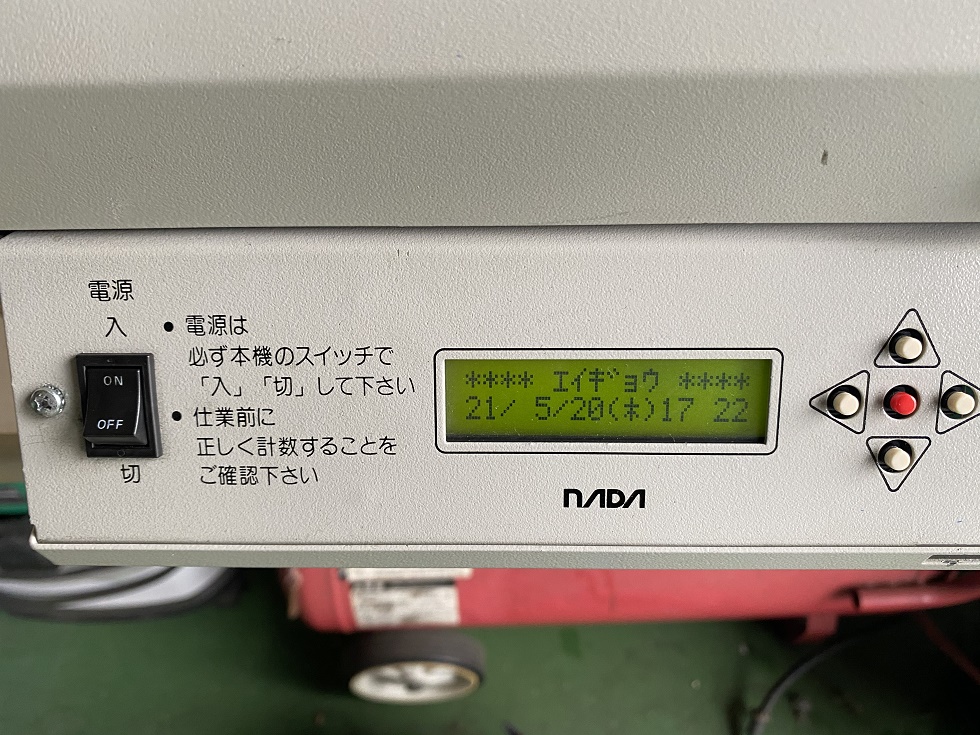 電源
入
ON
OFF
切
● 電源は
必ず本機のスイッチで
「入」「切」して下さい
● 仕業前に
正しく計数することを
ご確認下さい
**** エイギョウ ****
21/ 5/20(木)17 22
NADA